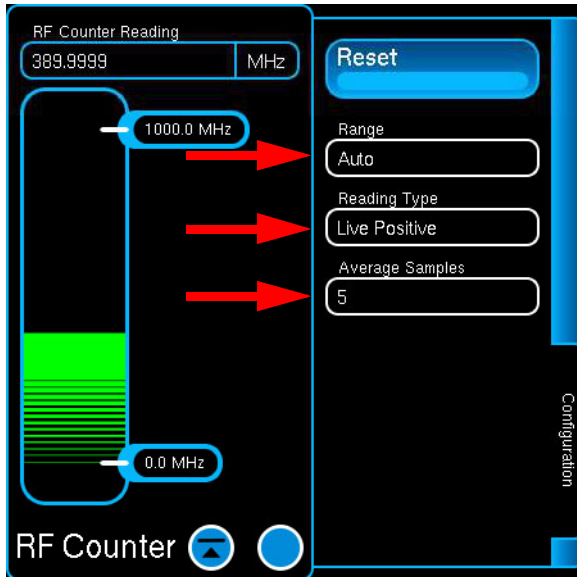 RF Counter Reading
389.9999 MHz
1000.0 MHz
0.0 MHz
RF Counter
Reset
Range
Auto
Reading Type
Live Positive
Average Samples
5
Configuration